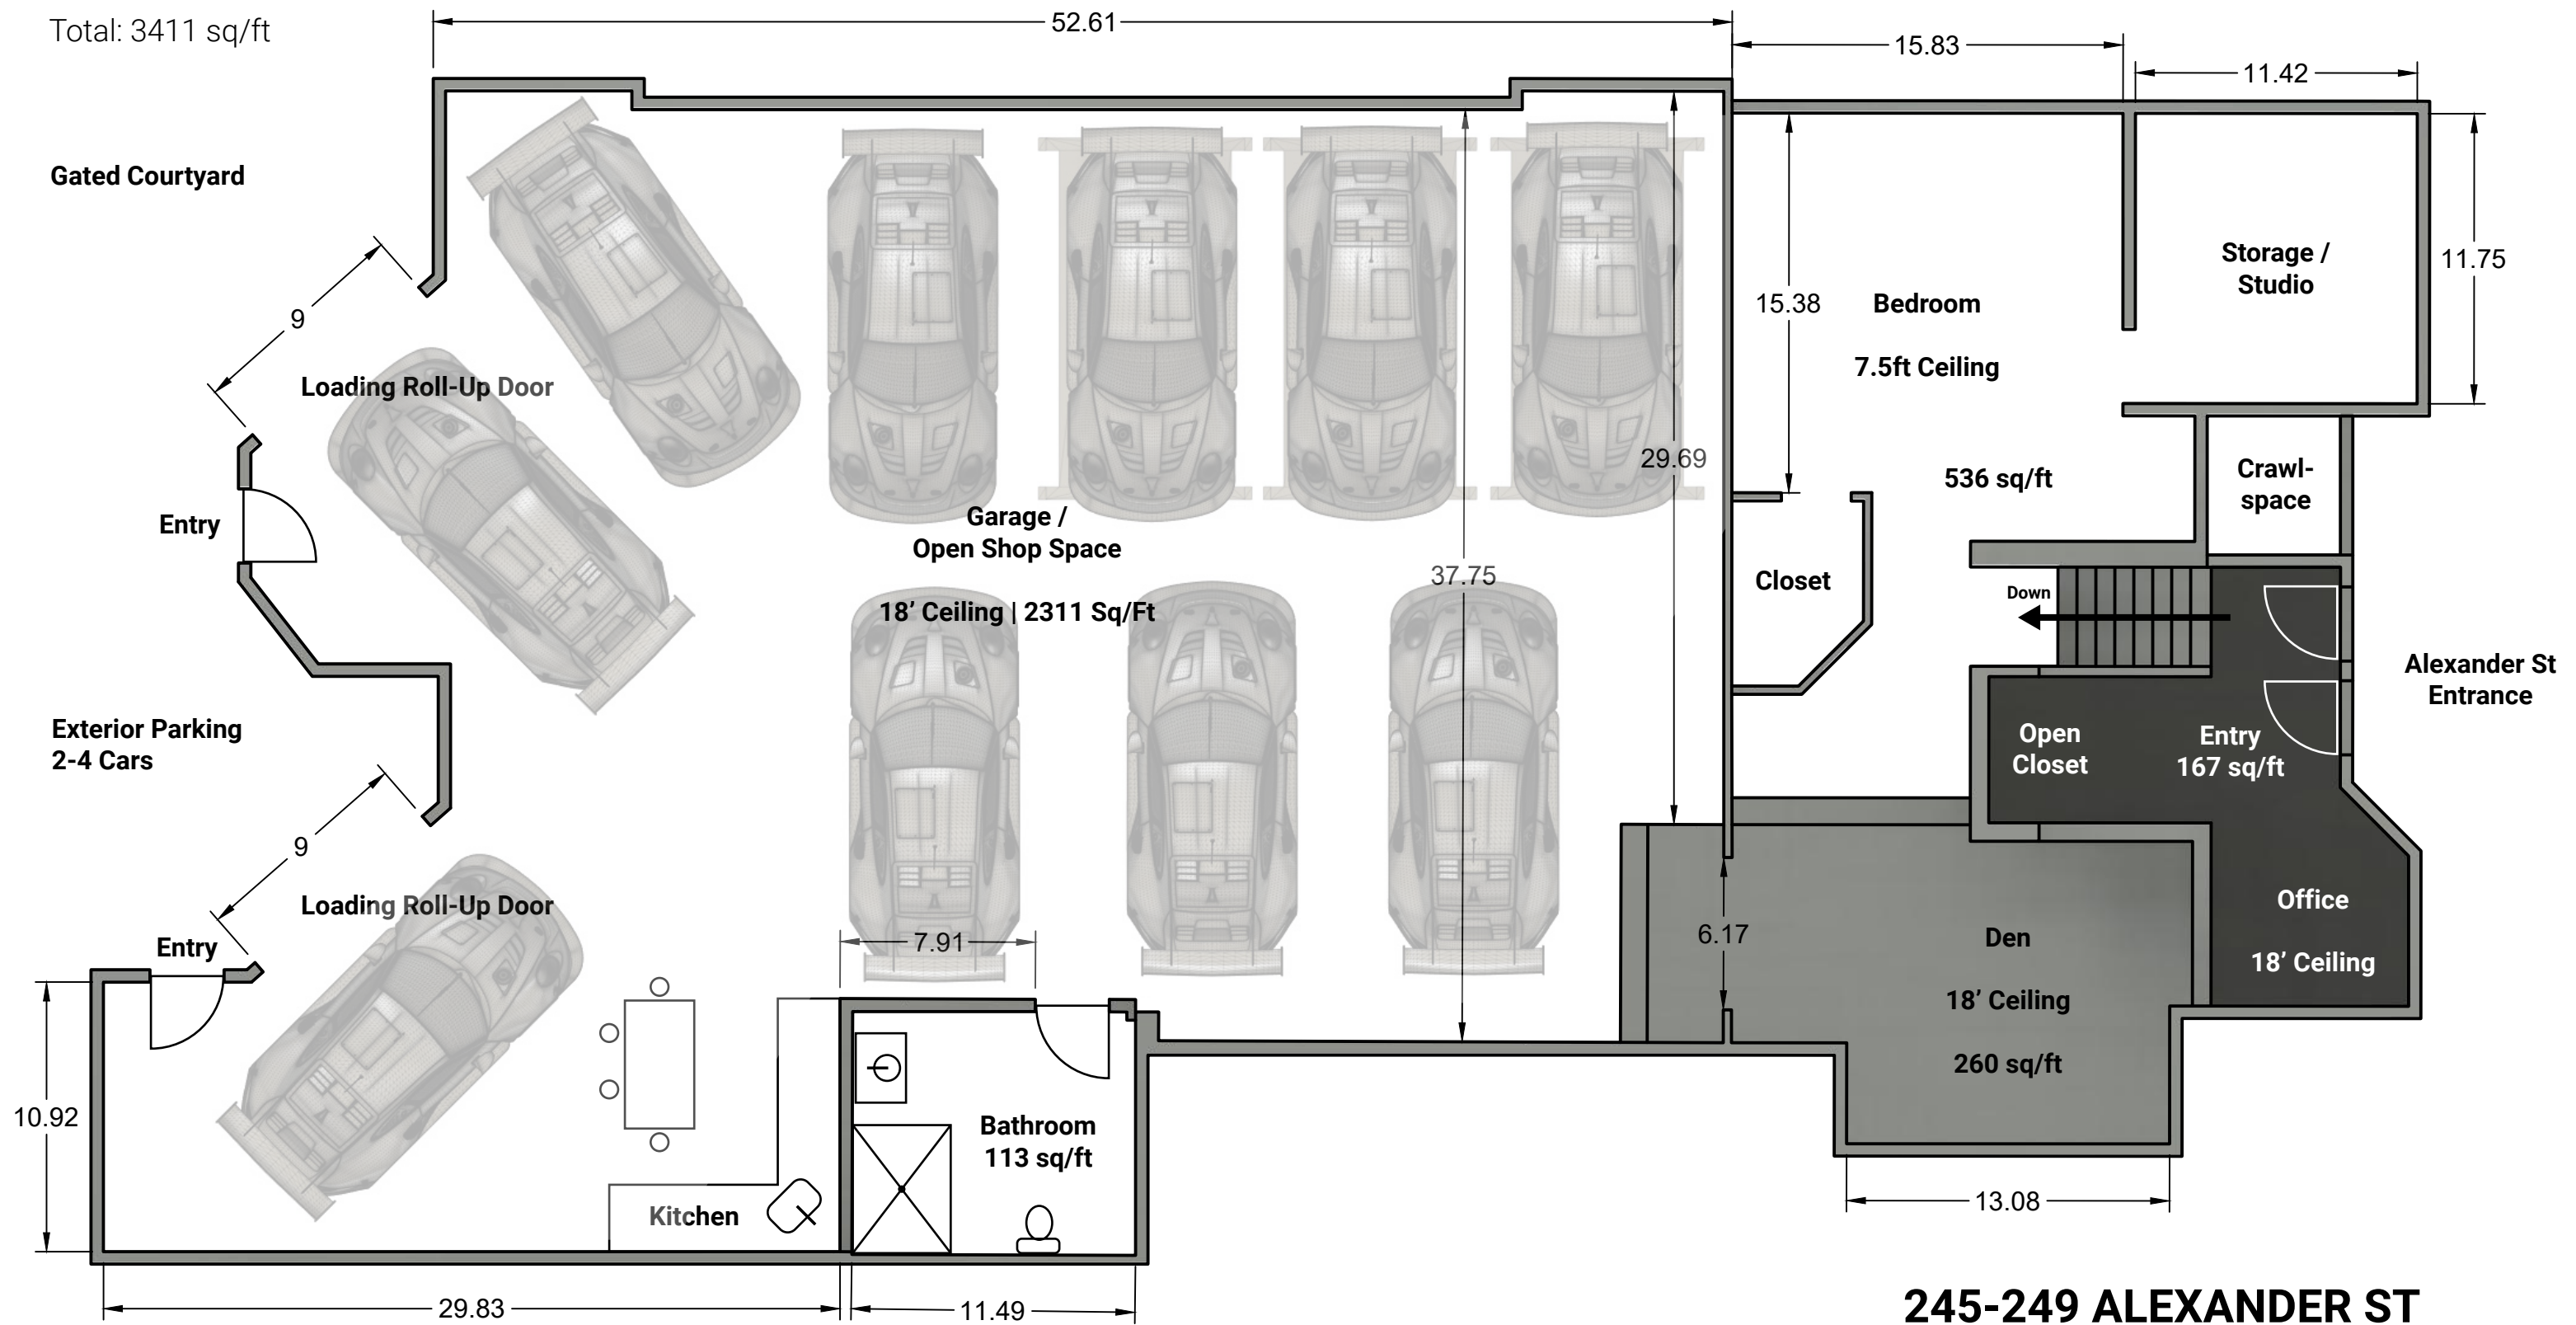 Total: 3411 sq/ft
52.61
15.83
11.42
Gated Courtyard
9
Loading Roll-Up Door
Entry
Garage /
Open Shop Space
18’ Ceiling | 2311 Sq/Ft
29.69
37.75
15.38
Bedroom
7.5ft Ceiling
536 sq/ft
Storage /
Studio
11.75
Crawl-
space
Closet
Down
Alexander St
Entrance
Open
Closet
Entry
167 sq/ft
Exterior Parking
2-4 Cars
9
Loading Roll-Up Door
Entry
7.91
6.17
Den
18’ Ceiling
260 sq/ft
Office
18’ Ceiling
10.92
Kitchen
Bathroom
113 sq/ft
13.08
29.83
11.49
245-249 ALEXANDER ST